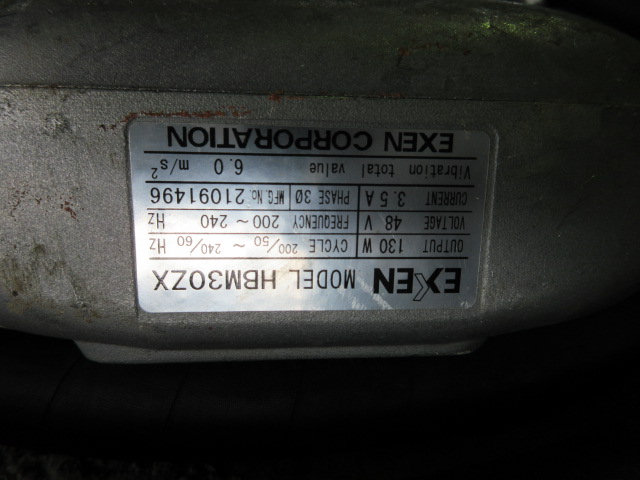 EXEN MODEL HBM30ZX
OUTPUT 130 W CYCLE 200/50 ~ 240/60 Hz
VOLTAGE 48 V FREQUENCY 200 ~ 240 Hz
CURRENT 3.5 A PHASE 3Ø MFG.No. 21091496
Vibration total value 6.0 m/s²
EXEN CORPORATION